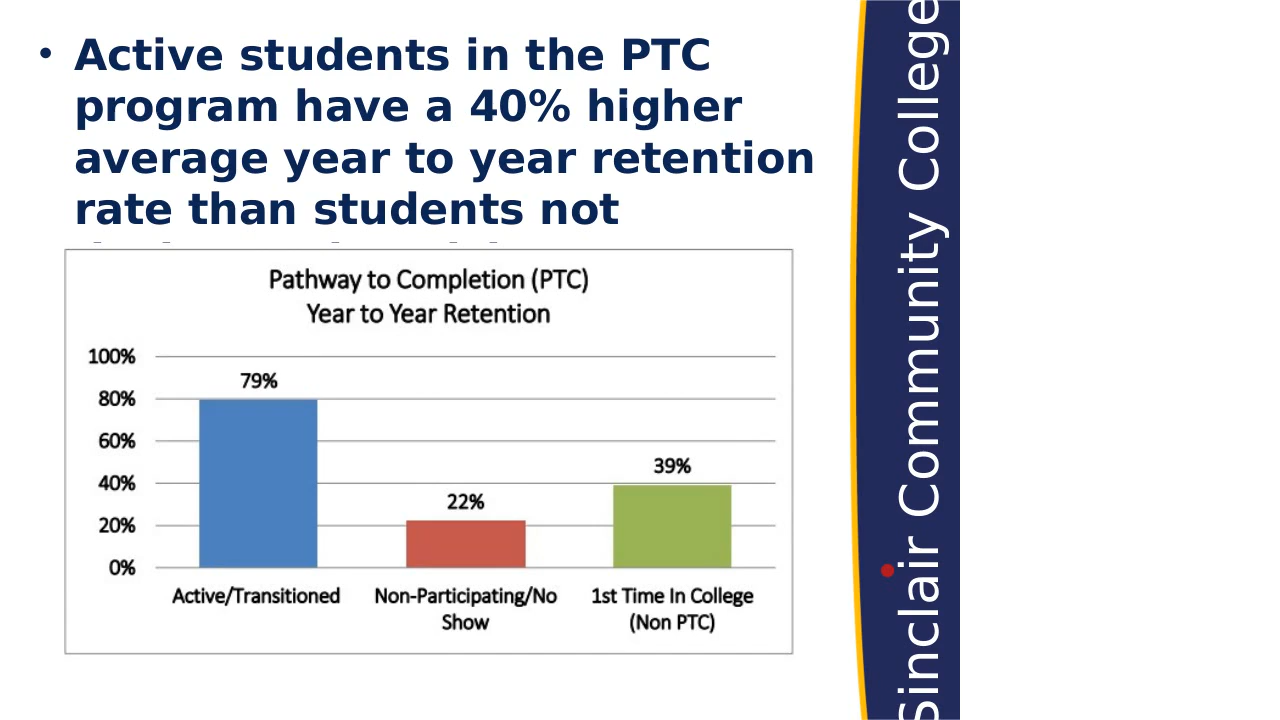 • Active students in the PTC
program have a 40% higher
average year to year retention
rate than students not
Pathway to Completion (PTC)
Year to Year Retention
100%
80%
60%
40%
20%
0%
79%
22%
39%
Active/Transitioned
Non-Participating/No
Show
1st Time In College
(Non PTC)
Sinclair Community College